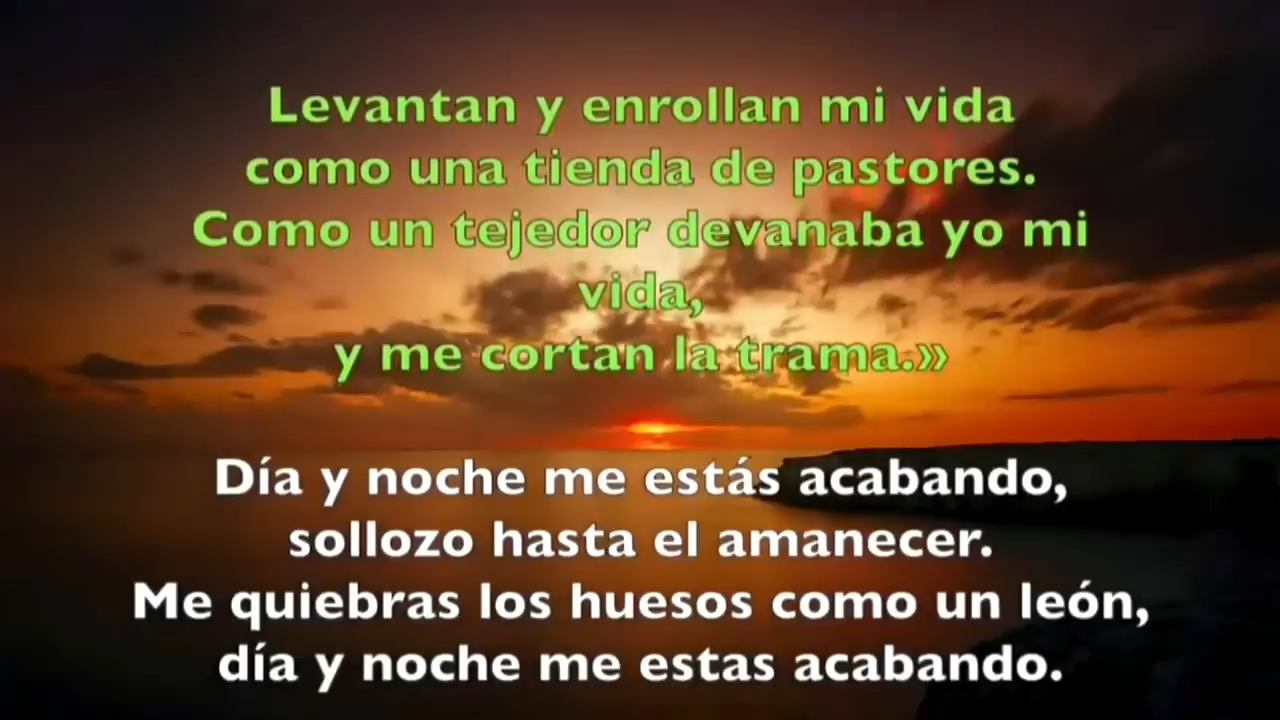 Levantan y enrollan mi vida
como una tienda de pastores.
Como un tejedor devanaba yo mi
vida,
y me cortan la trama.»
Día y noche me estás acabando,
sollozo hasta el amanecer.
Me quiebras los huesos como un león,
día y noche me estas acabando.